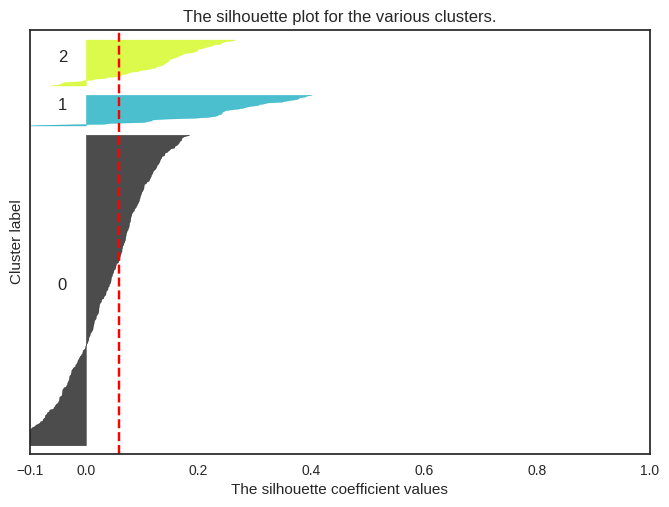 The silhouette plot for the various clusters.
2
1
0
Cluster label
−0.1 0.0 0.2 0.4 0.6 0.8 1.0
The silhouette coefficient values